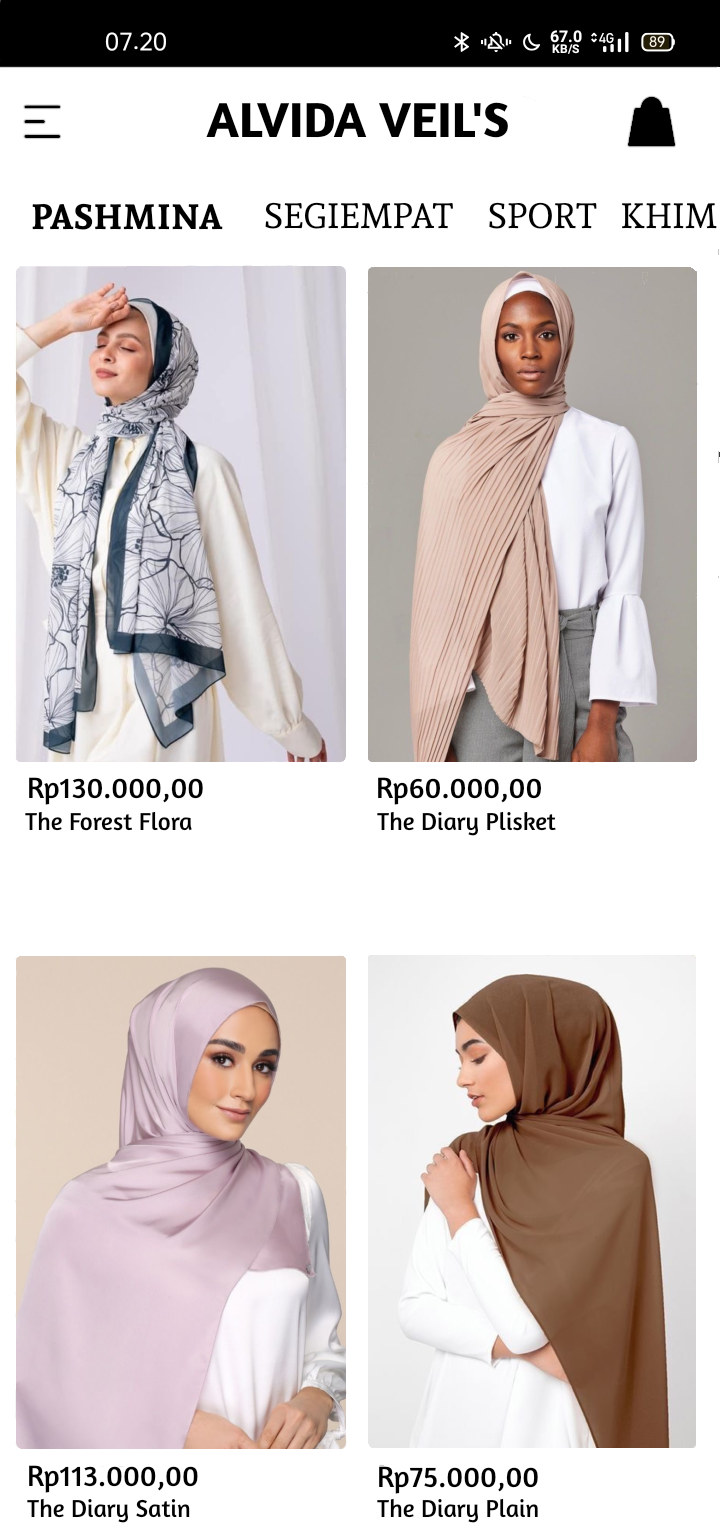 07.20 67.0 KB/S 4G 89
ALVIDA VEIL'S
PASHMINA SEGIEMPAT SPORT KHIM
Rp130.000,00 Rp60.000,00
The Forest Flora The Diary Plisket
Rp113.000,00 Rp75.000,00
The Diary Satin The Diary Plain